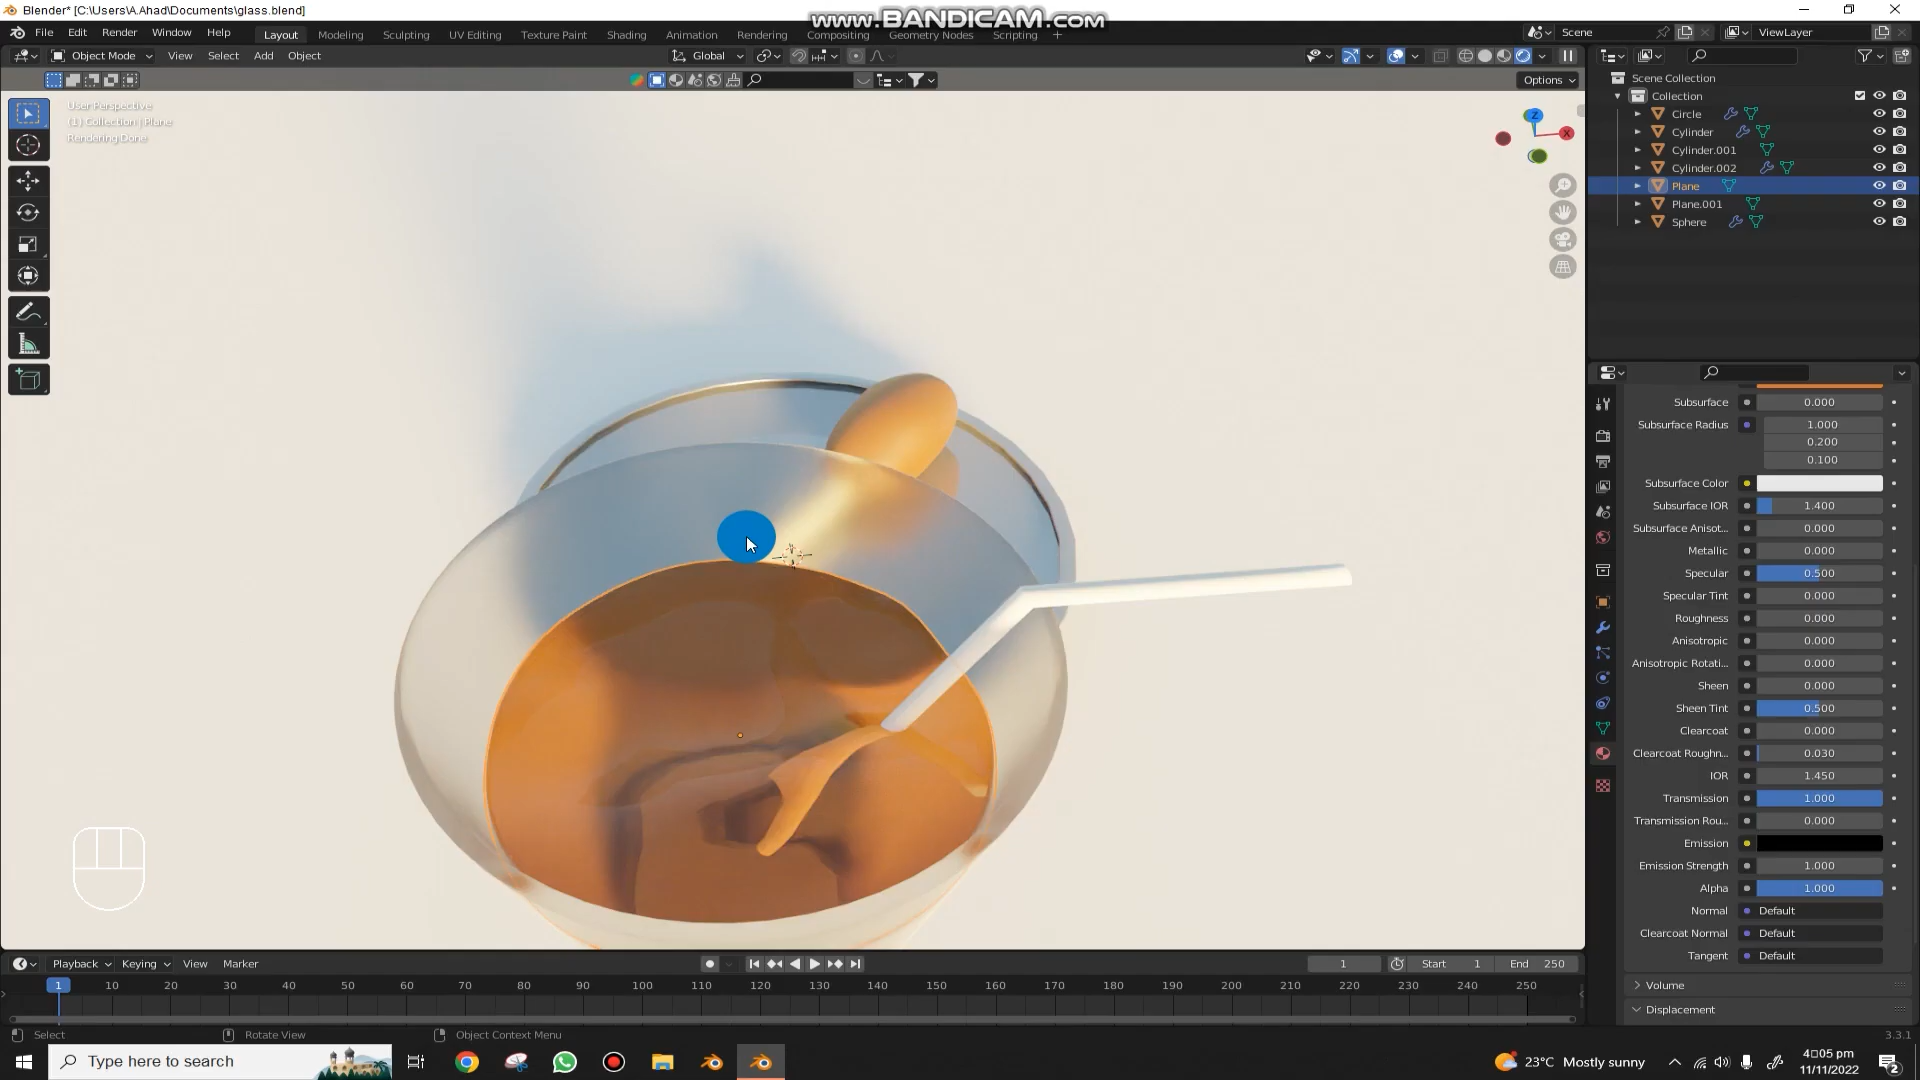 Blender* [C:\Users\A.Ahad\Documents\glass.blend]
www.BANDICAM.com
File Edit Render Window Help
Layout Modeling Sculpting UV Editing Texture Paint Shading Animation Rendering Compositing Geometry Nodes Scripting +
Scene
ViewLayer
Object Mode View Select Add Object
Global
Options
User Perspective
(1) Collection | Plane
Rendering Done
Z
X
Scene Collection
Collection
Circle
Cylinder
Cylinder.001
Cylinder.002
Plane
Plane.001
Sphere
Subsurface 0.000
Subsurface Radius 1.000
0.200
0.100
Subsurface Color
Subsurface IOR 1.400
Subsurface Anisot... 0.000
Metallic 0.000
Specular 0.500
Specular Tint 0.000
Roughness 0.000
Anisotropic 0.000
Anisotropic Rotati... 0.000
Sheen 0.000
Sheen Tint 0.500
Clearcoat 0.000
Clearcoat Roughn... 0.030
IOR 1.450
Transmission 1.000
Transmission Rou... 0.000
Emission
Emission Strength 1.000
Alpha 1.000
Normal Default
Clearcoat Normal Default
Tangent Default
Volume
Displacement
Playback Keying View Marker
1 Start 1 End 250
1 10 20 30 40 50 60 70 80 90 100 110 120 130 140 150 160 170 180 190 200 210 220 230 240 250
Select Rotate View Object Context Menu
3.3.1
Type here to search
23°C Mostly sunny
4□05 pm
11/11/2022
2